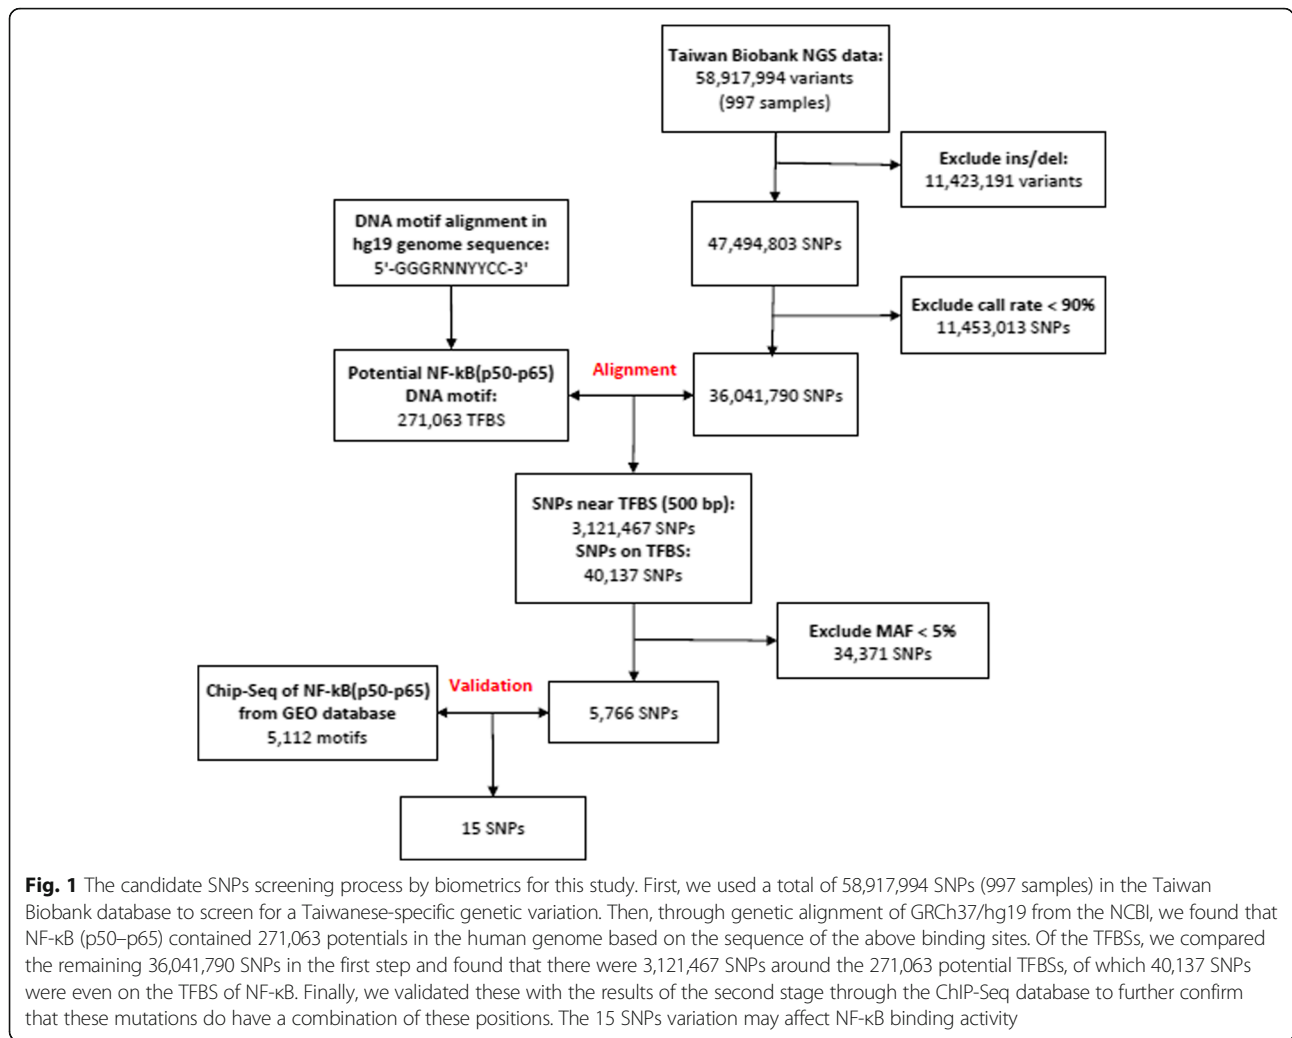 Taiwan Biobank NGS data:
58,917,994 variants
(997 samples)
Exclude ins/del:
11,423,191 variants
DNA motif alignment in
hg19 genome sequence:
5'-GGGRNNYYCC-3'
47,494,803 SNPs
Exclude call rate < 90%
11,453,013 SNPs
Potential NF-kB(p50-p65)
DNA motif:
271,063 TFBS
Alignment
36,041,790 SNPs
SNPs near TFBS (500 bp):
3,121,467 SNPs
SNPs on TFBS:
40,137 SNPs
Exclude MAF < 5%
34,371 SNPs
Chip-Seq of NF-kB(p50-p65)
from GEO database
5,112 motifs
Validation
5,766 SNPs
15 SNPs
Fig. 1 The candidate SNPs screening process by biometrics for this study. First, we used a total of 58,917,994 SNPs (997 samples) in the Taiwan
Biobank database to screen for a Taiwanese-specific genetic variation. Then, through genetic alignment of GRCh37/hg19 from the NCBI, we found that
NF-κB (p50–p65) contained 271,063 potentials in the human genome based on the sequence of the above binding sites. Of the TFBSs, we compared
the remaining 36,041,790 SNPs in the first step and found that there were 3,121,467 SNPs around the 271,063 potential TFBSs, of which 40,137 SNPs
were even on the TFBS of NF-κB. Finally, we validated these with the results of the second stage through the ChIP-Seq database to further confirm
that these mutations do have a combination of these positions. The 15 SNPs variation may affect NF-κB binding activity